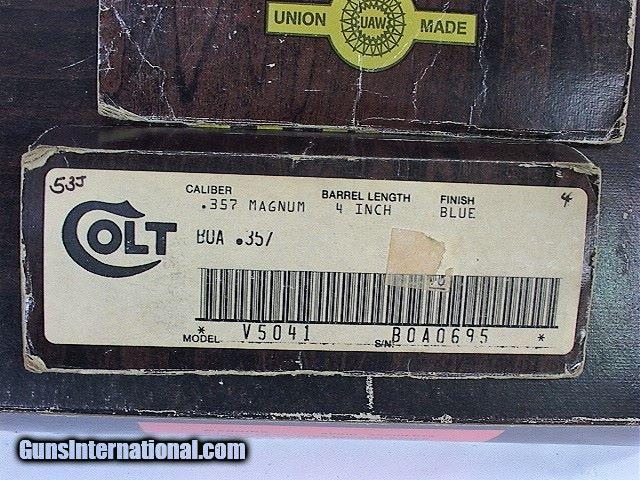 UNION UAW MADE
53J
4
CALIBER BARREL LENGTH FINISH
.357 MAGNUM 4 INCH BLUE
COLT
BOA .357
* V5041 BOA0695 *
MODEL S/N
GunsInternational.com